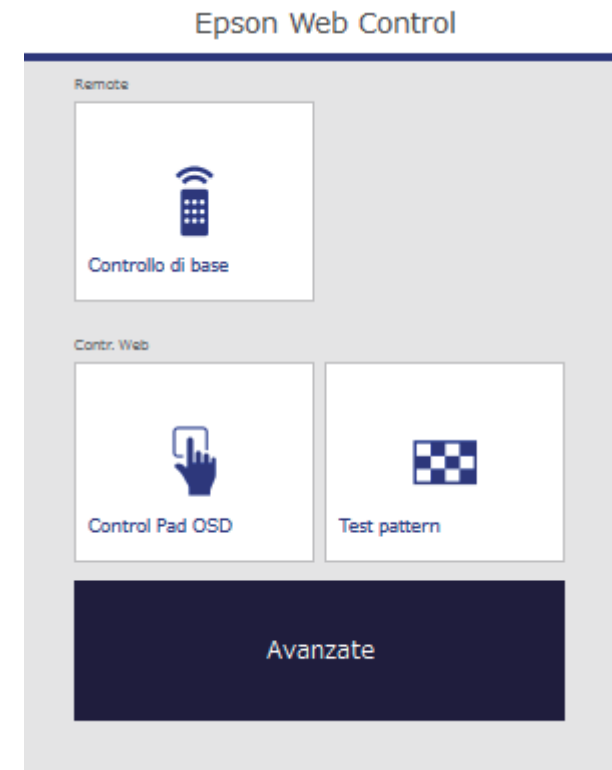 Epson Web Control
Remote
Controllo di base
Contr. Web
Control Pad OSD
Test pattern
Avanzate